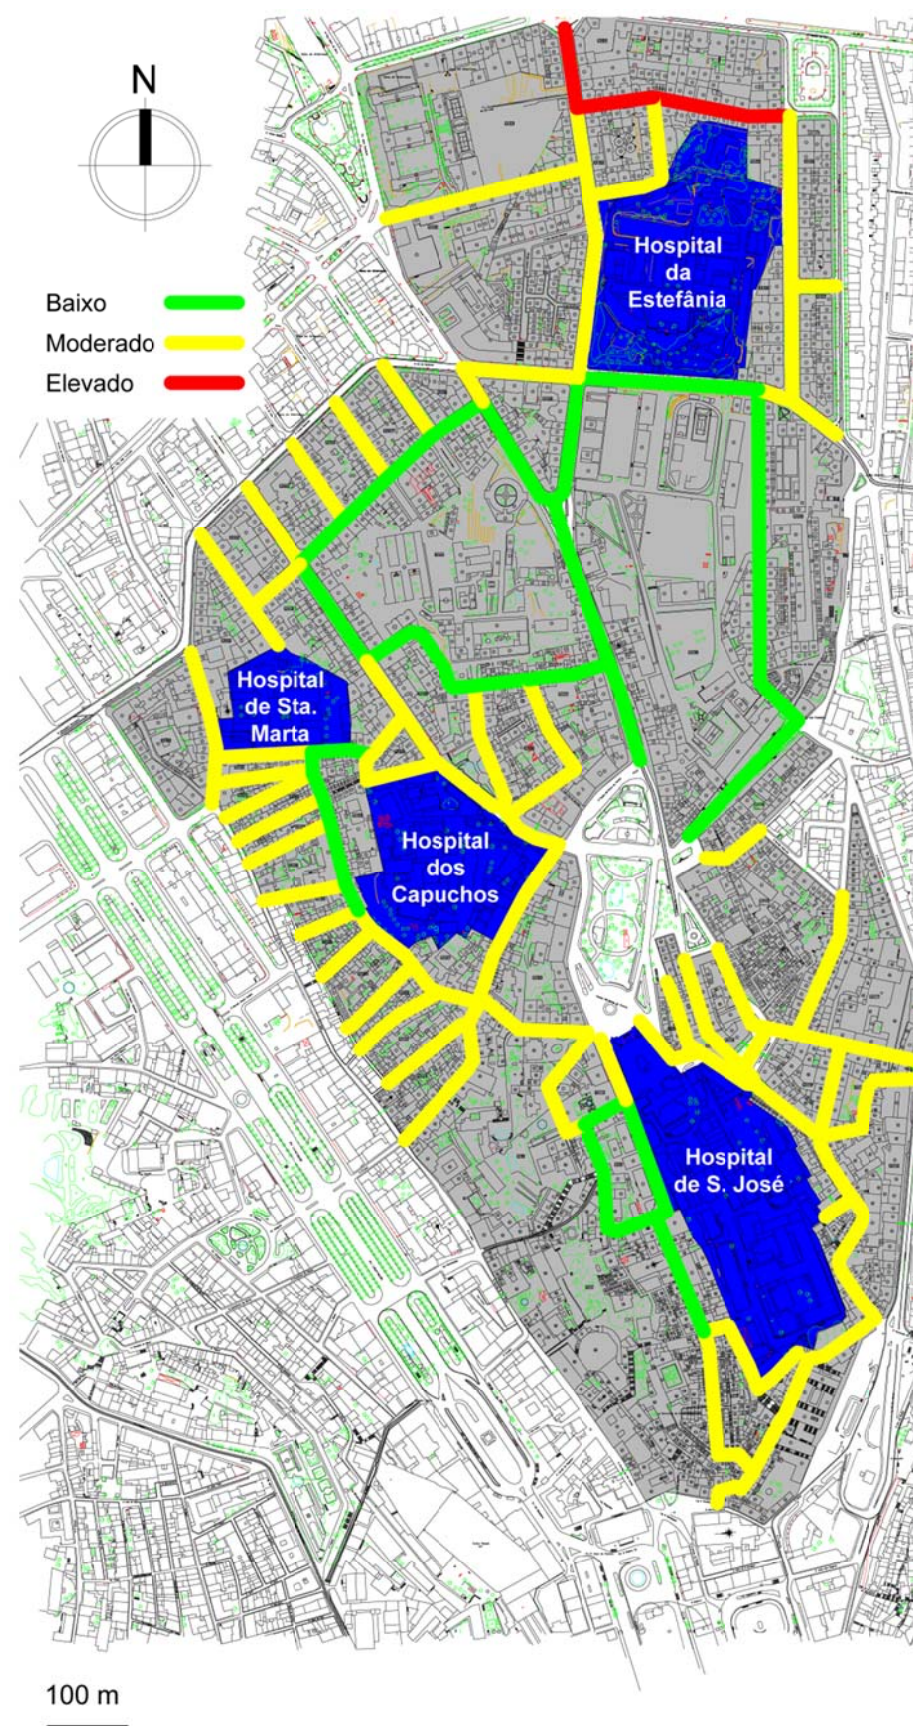 N
Baixo
Moderado
Elevado
Hospital
da
Estefânia
Hospital
de Sta.
Marta
Hospital
dos
Capuchos
Hospital
de S. José
100 m